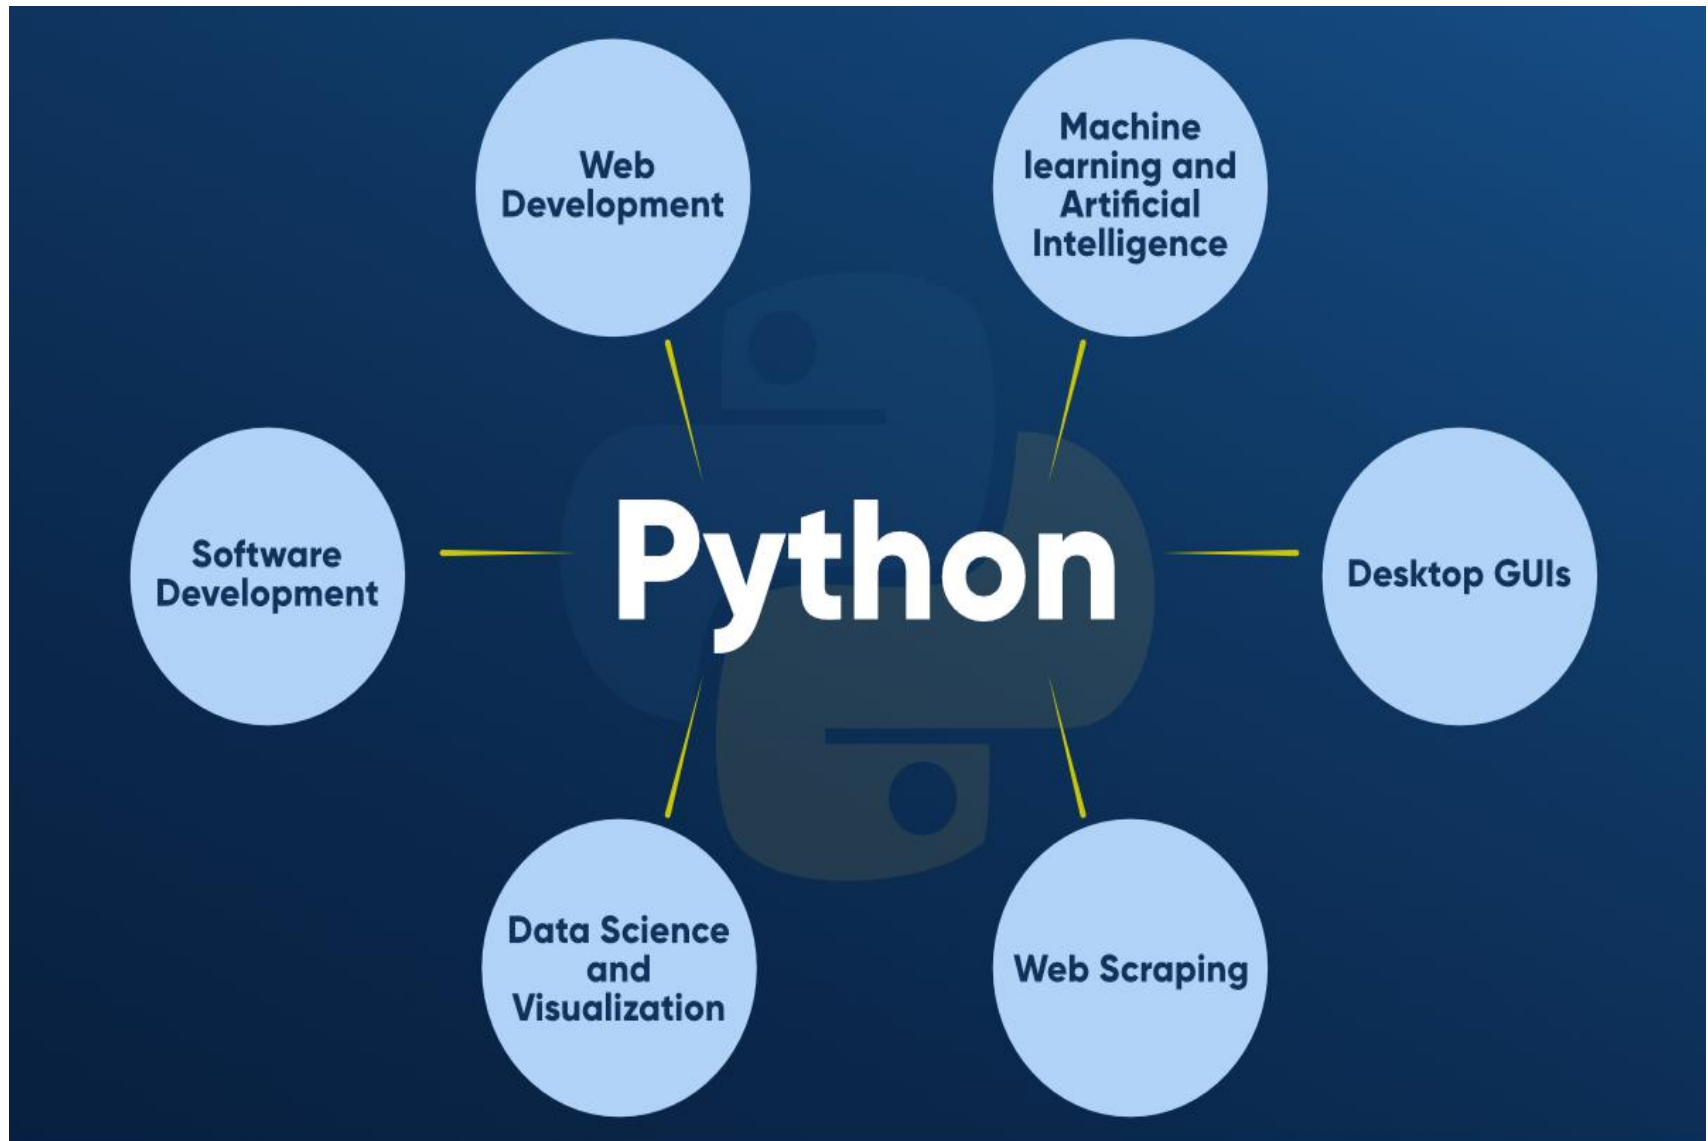 Web
Development
Machine
learning and
Artificial
Intelligence
Software
Development
Python
Desktop GUIs
Data Science
and
Visualization
Web Scraping